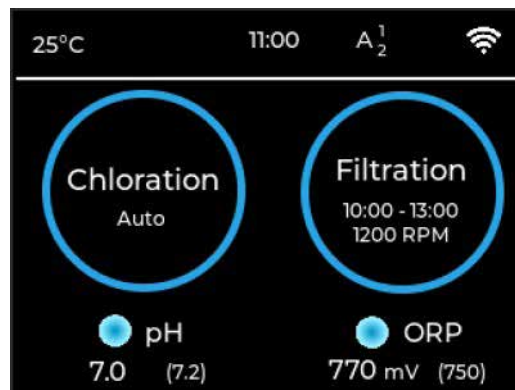 25°C 11:00 A 1 2
Chloration
Auto
Filtration
10:00 - 13:00
1200 RPM
pH
7.0 (7.2)
ORP
770 mV (750)